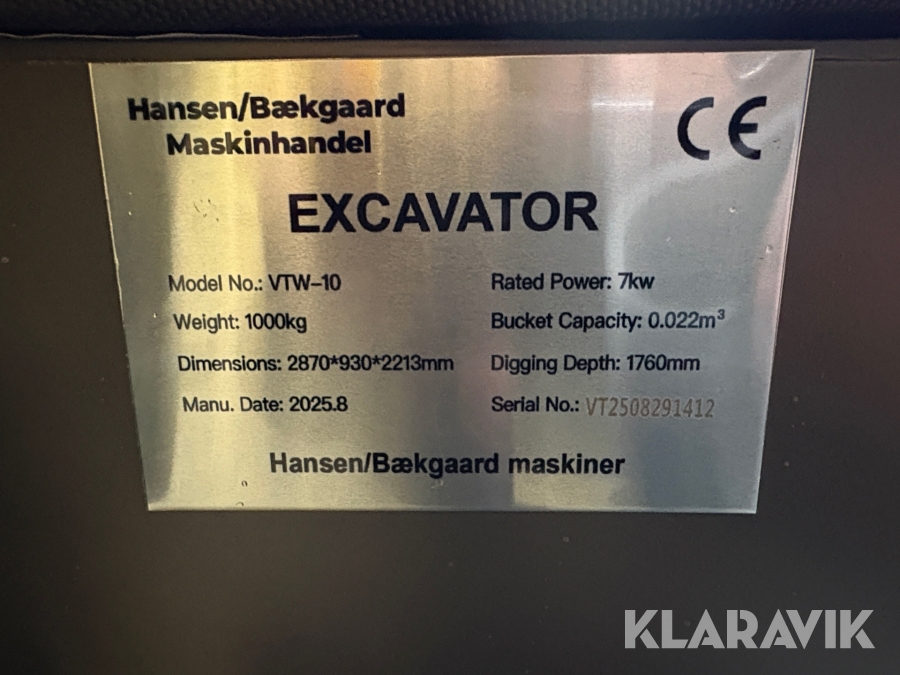 Hansen/Bækgaard
Maskinhandel
CE
EXCAVATOR
Model No.: VTW-10
Rated Power: 7kw
Weight: 1000kg
Bucket Capacity: 0.022m³
Dimensions: 2870*930*2213mm
Digging Depth: 1760mm
Manu. Date: 2025.8
Serial No.: VT2508291412
Hansen/Bækgaard maskiner
KLARAVIK